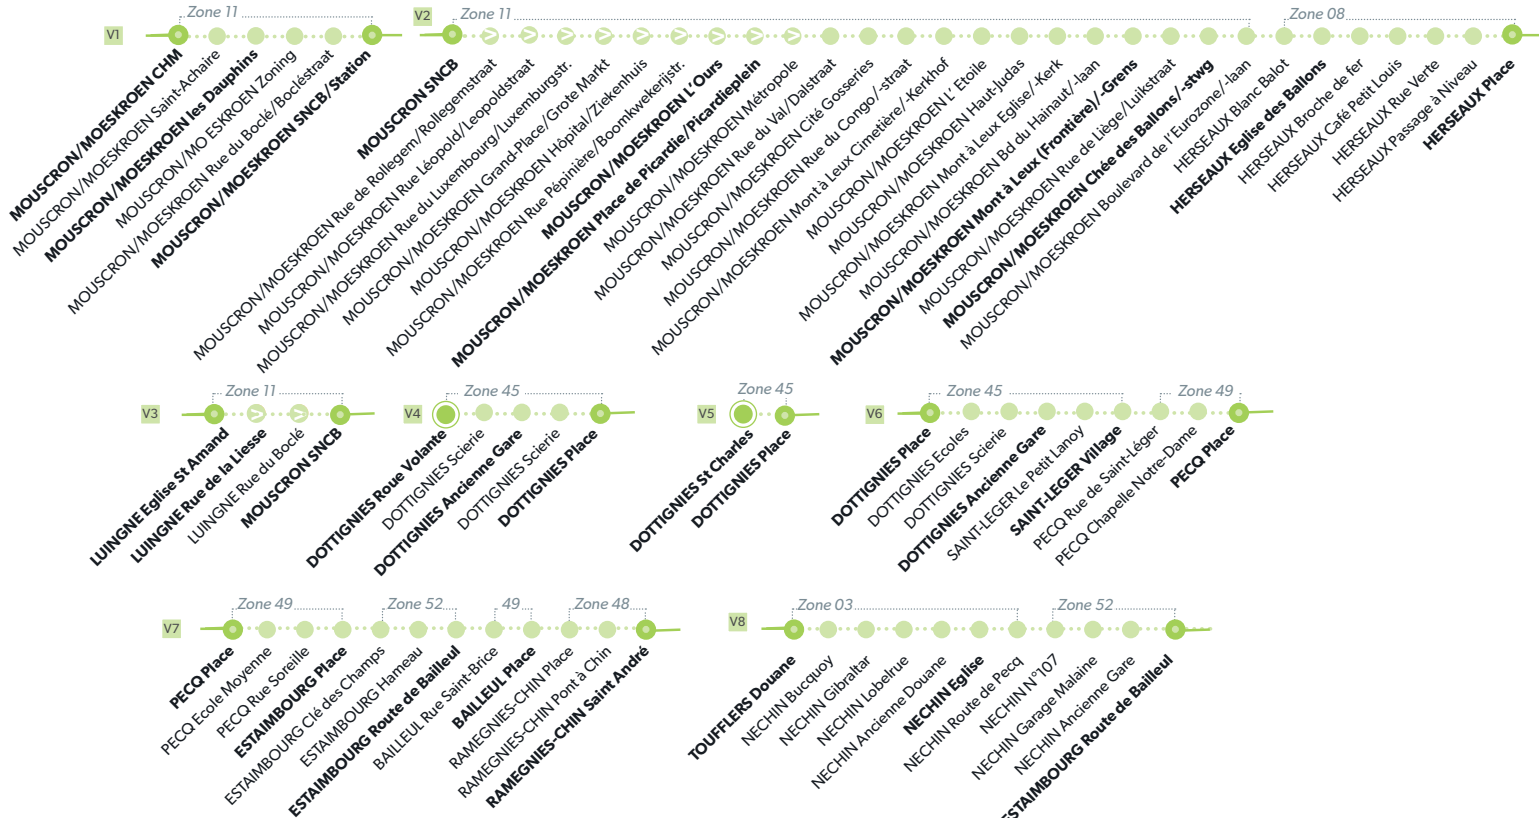 V1
Zone 11
MOUSCRON/MOESKROEN CHM
MOUSCRON/MOESKROEN Saint-Achaire
MOUSCRON/MOESKROEN les Dauphins
MOUSCRON/MOESKROEN Zoning
MOUSCRON/MOESKROEN Rue du Boclé/Bocléstraat
MOUSCRON/MOESKROEN SNCB/Station
V2
Zone 11
Zone 08
MOUSCRON SNCB
MOUSCRON/MOESKROEN Rue de Rollegem/Rollegemstraat
MOUSCRON/MOESKROEN Rue Léopold/Leopoldstraat
MOUSCRON/MOESKROEN Rue du Luxembourg/Luxemburgstr.
MOUSCRON/MOESKROEN Grand-Place/Grote Markt
MOUSCRON/MOESKROEN Hôpital/Ziekenhuis
MOUSCRON/MOESKROEN Rue Pépinière/Boomkwekerijstr.
MOUSCRON/MOESKROEN L'Ours
MOUSCRON/MOESKROEN Place de Picardie/Picardieplein
MOUSCRON/MOESKROEN Métropole
MOUSCRON/MOESKROEN Rue du Val/Dalstraat
MOUSCRON/MOESKROEN Cité Gosseries
MOUSCRON/MOESKROEN Rue du Congo/-straat
MOUSCRON/MOESKROEN Mont à Leux Cimetière/-Kerkhof
MOUSCRON/MOESKROEN L' Etoile
MOUSCRON/MOESKROEN Haut-Judas
MOUSCRON/MOESKROEN Mont à Leux Eglise/-Kerk
MOUSCRON/MOESKROEN Bd du Hainaut/-laan
MOUSCRON/MOESKROEN Mont à Leux (Frontière)/-Grens
MOUSCRON/MOESKROEN Rue de Liège/Luikstraat
MOUSCRON/MOESKROEN Chée des Ballons/-stwg
MOUSCRON/MOESKROEN Boulevard de l'Eurozone/-laan
HERSEAUX Blanc Balot
HERSEAUX Eglise des Ballons
HERSEAUX Broche de fer
HERSEAUX Café Petit Louis
HERSEAUX Rue Verte
HERSEAUX Passage à Niveau
HERSEAUX Place
V3
Zone 11
LUINGNE Eglise St Amand
LUINGNE Rue de la Liesse
LUINGNE Rue du Boclé
MOUSCRON SNCB
V4
Zone 45
DOTTIGNIES Roue Volante
DOTTIGNIES Scierie
DOTTIGNIES Ancienne Gare
DOTTIGNIES Scierie
DOTTIGNIES Place
V5
Zone 45
DOTTIGNIES St Charles
DOTTIGNIES Place
V6
Zone 45
Zone 49
DOTTIGNIES Place
DOTTIGNIES Ecoles
DOTTIGNIES Scierie
DOTTIGNIES Ancienne Gare
SAINT-LEGER Le Petit Lanoy
SAINT-LEGER Village
PECQ Rue de Saint-Léger
PECQ Chapelle Notre-Dame
PECQ Place
V7
Zone 49
Zone 52
49
Zone 48
PECQ Place
PECQ Ecole Moyenne
PECQ Rue Soreille
ESTAIMBOURG Place
ESTAIMBOURG Clé des Champs
ESTAIMBOURG Hameau
ESTAIMBOURG Route de Bailleul
BAILLEUL Rue Saint-Brice
BAILLEUL Place
RAMEGNIES-CHIN Place
RAMEGNIES-CHIN Pont à Chin
RAMEGNIES-CHIN Saint André
V8
Zone 03
Zone 52
TOUFFLERS Douane
NECHIN Bucquoy
NECHIN Gibraltar
NECHIN Lobelrue
NECHIN Ancienne Douane
NECHIN Eglise
NECHIN Route de Pecq
NECHIN N°107
NECHIN Garage Malaine
NECHIN Ancienne Gare
ESTAIMBOURG Route de Bailleul